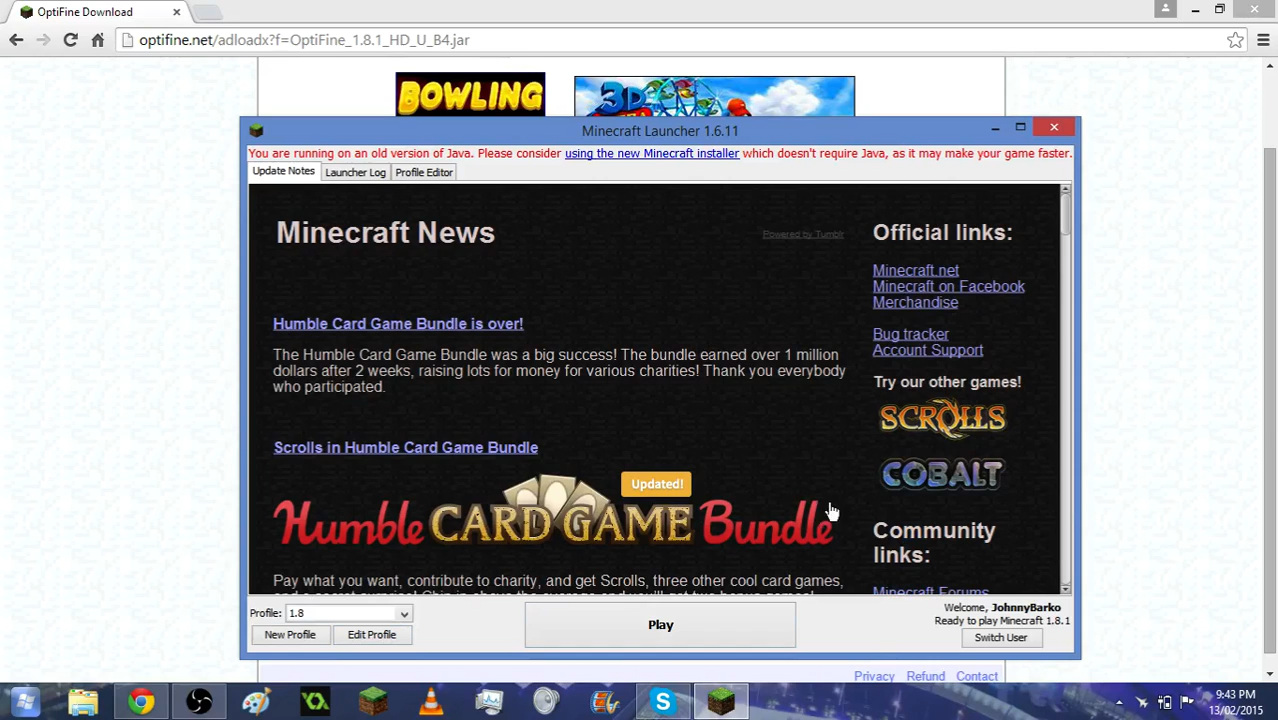 OptiFine Download
optifine.net/adloadx?f=OptiFine_1.8.1_HD_U_B4.jar
BOWLING
3D
Minecraft Launcher 1.6.11
You are running on an old version of Java. Please consider using the new Minecraft installer which doesn't require Java, as it may make your game faster.
Update Notes Launcher Log Profile Editor
Minecraft News
Powered by Tumblr
Humble Card Game Bundle is over!
The Humble Card Game Bundle was a big success! The bundle earned over 1 million
dollars after 2 weeks, raising lots for money for various charities! Thank you everybody
who participated.
Scrolls in Humble Card Game Bundle
Updated!
Humble CARD GAME Bundle
Pay what you want, contribute to charity, and get Scrolls, three other cool card games,
Official links:
Minecraft.net
Minecraft on Facebook
Merchandise
Bug tracker
Account Support
Try our other games!
SCROLLS
COBALT
Community
links:
Minecraft Forums
Profile: 1.8
New Profile Edit Profile
Play
Welcome, JohnnyBarko
Ready to play Minecraft 1.8.1
Switch User
Privacy Refund Contact
9:43 PM
13/02/2015